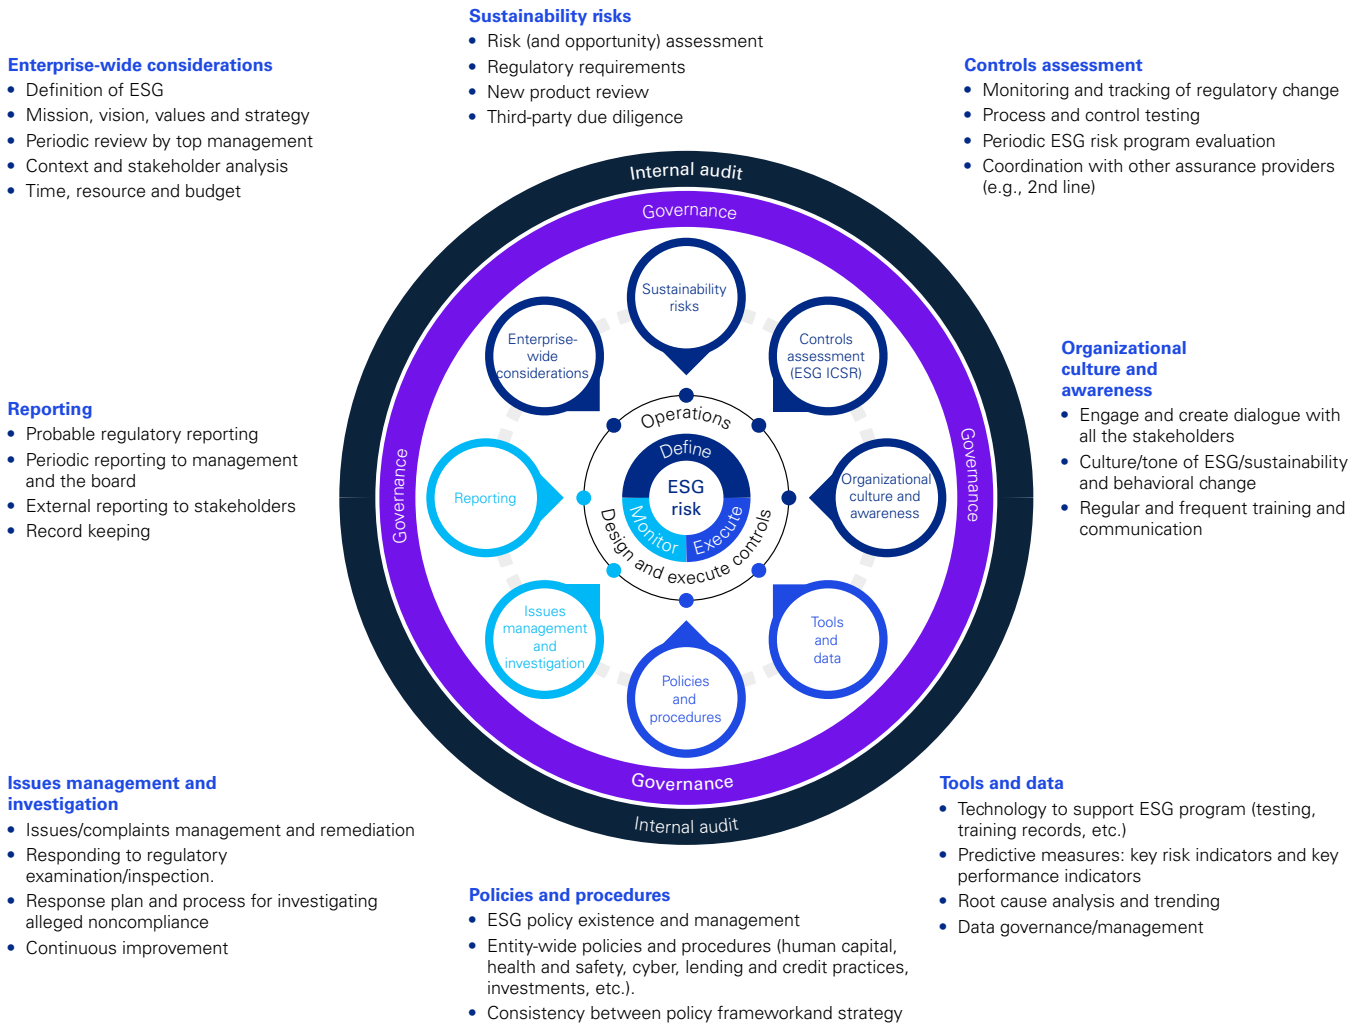 Sustainability risks
• Risk (and opportunity) assessment
• Regulatory requirements
• New product review
• Third-party due diligence
Enterprise-wide considerations
• Definition of ESG
• Mission, vision, values and strategy
• Periodic review by top management
• Context and stakeholder analysis
• Time, resource and budget
Controls assessment
• Monitoring and tracking of regulatory change
• Process and control testing
• Periodic ESG risk program evaluation
• Coordination with other assurance providers
(e.g., 2nd line)
Internal audit
Governance
Sustainability
risks
Enterprise-
wide
considerations
Controls
assessment
(ESG ICSR)
Organizational
culture and
awareness
• Engage and create dialogue with
all the stakeholders
• Culture/tone of ESG/sustainability
and behavioral change
• Regular and frequent training and
communication
Reporting
• Probable regulatory reporting
• Periodic reporting to management
and the board
• External reporting to stakeholders
• Record keeping
Governance
Reporting
Operations
Define
ESG
risk
Monitor
Execute
Design and execute controls
Organizational
culture and
awareness
Governance
Issues
management
and
investigation
Policies
and
procedures
Tools
and
data
Governance
Internal audit
Issues management and
investigation
• Issues/complaints management and remediation
• Responding to regulatory
examination/inspection.
• Response plan and process for investigating
alleged noncompliance
• Continuous improvement
Policies and procedures
• ESG policy existence and management
• Entity-wide policies and procedures (human capital,
health and safety, cyber, lending and credit practices,
investments, etc.).
• Consistency between policy frameworkand strategy
Tools and data
• Technology to support ESG program (testing,
training records, etc.)
• Predictive measures: key risk indicators and key
performance indicators
• Root cause analysis and trending
• Data governance/management